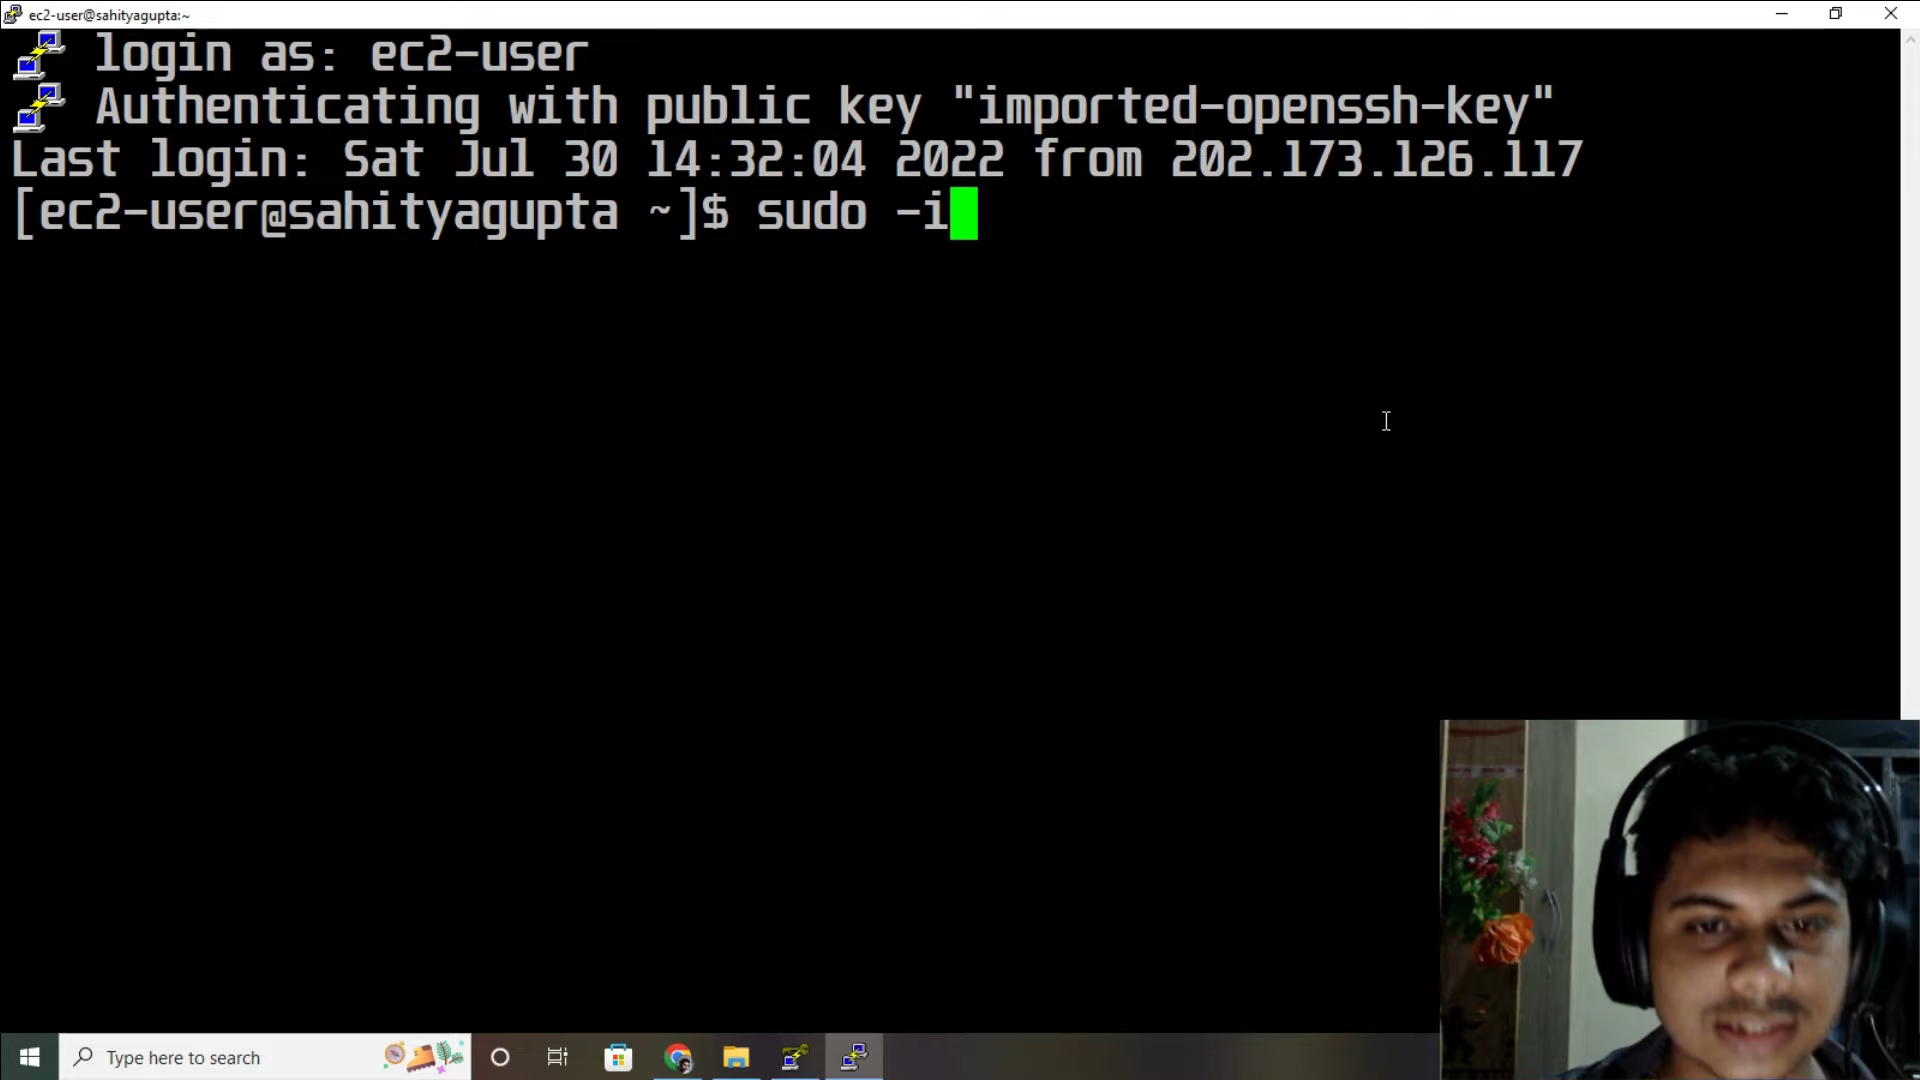 ec2-user@sahityagupta:~
login as: ec2-user
Authenticating with public key "imported-openssh-key"
Last login: Sat Jul 30 14:32:04 2022 from 202.173.126.117
[ec2-user@sahityagupta ~]$ sudo -i
Type here to search